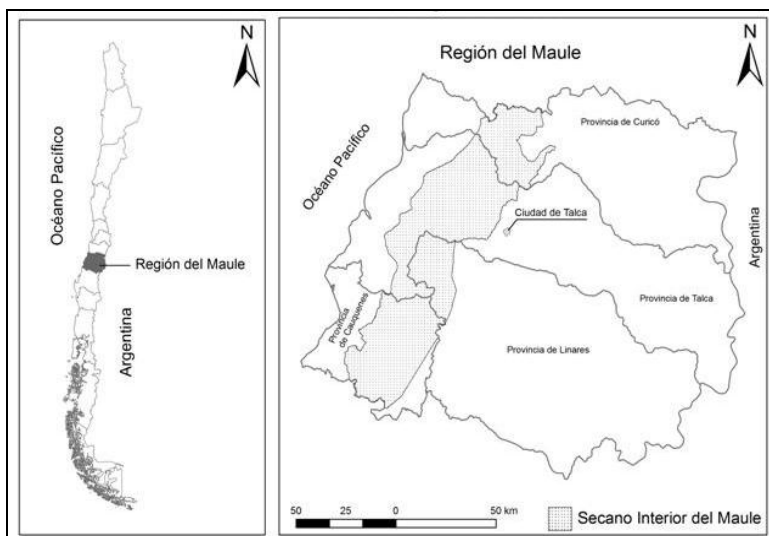 N
Océano Pacífico
Región del Maule
Argentina
Región del Maule
N
Océano Pacífico
Provincia de Curicó
Ciudad de Talca
Argentina
Provincia de Talca
Provincia
de Cauquenes
Provincia de Linares
50 25 0 50 km
Secano Interior del Maule